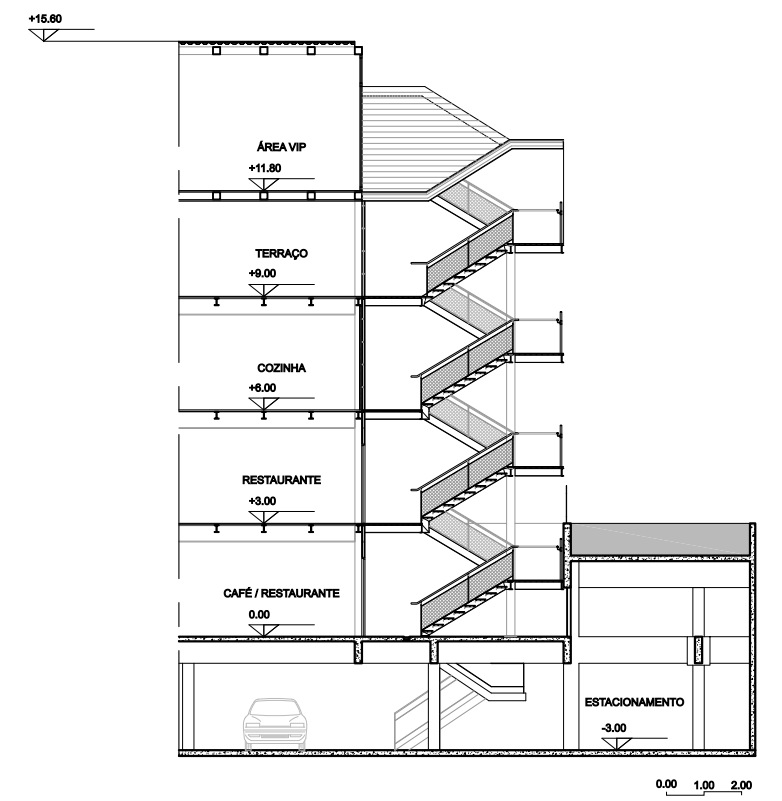 +15.60
ÁREA VIP
+11.80
TERRAÇO
+9.00
COZINHA
+6.00
RESTAURANTE
+3.00
CAFÉ / RESTAURANTE
0.00
ESTACIONAMENTO
-3.00
0.00 1.00 2.00